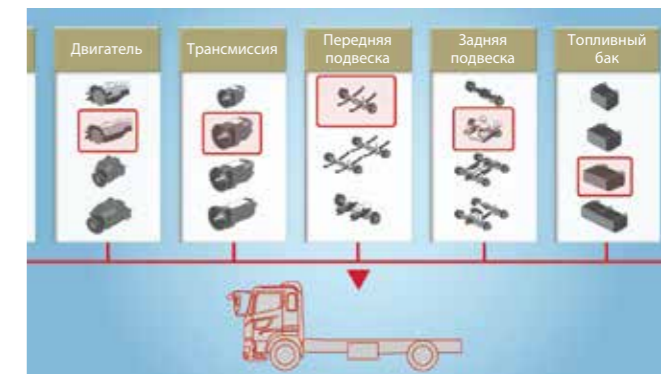 Двигатель
Трансмиссия
Передняя
подвеска
Задняя
подвеска
Топливный
бак